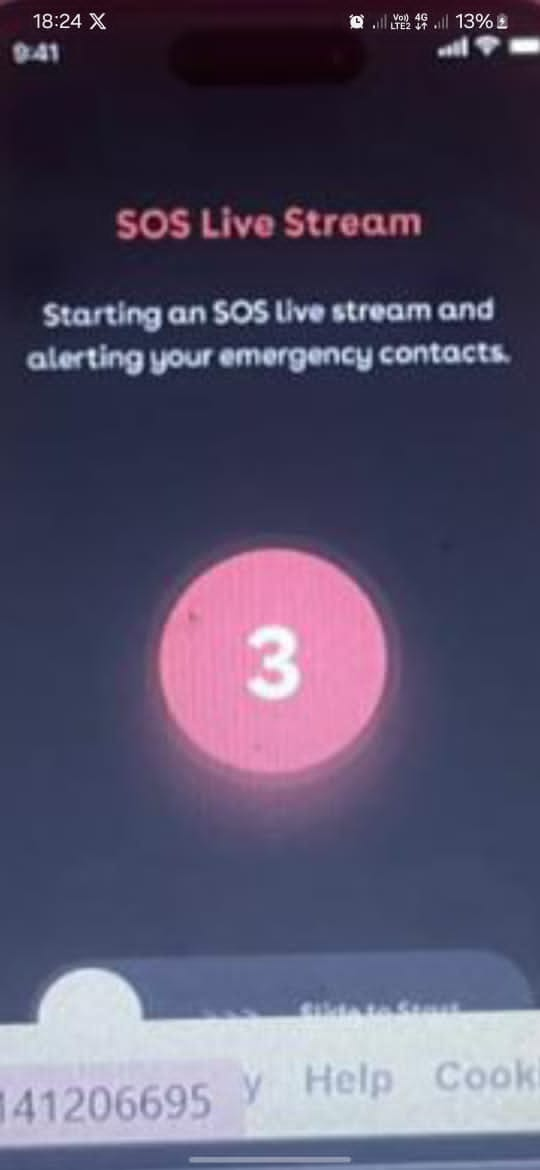 18:24 X
Vo)) 4G
LTE2 13%
9:41
SOS Live Stream
Starting an SOS live stream and
alerting your emergency contacts.
3
>>> Slide to Start
y Help Cook
141206695